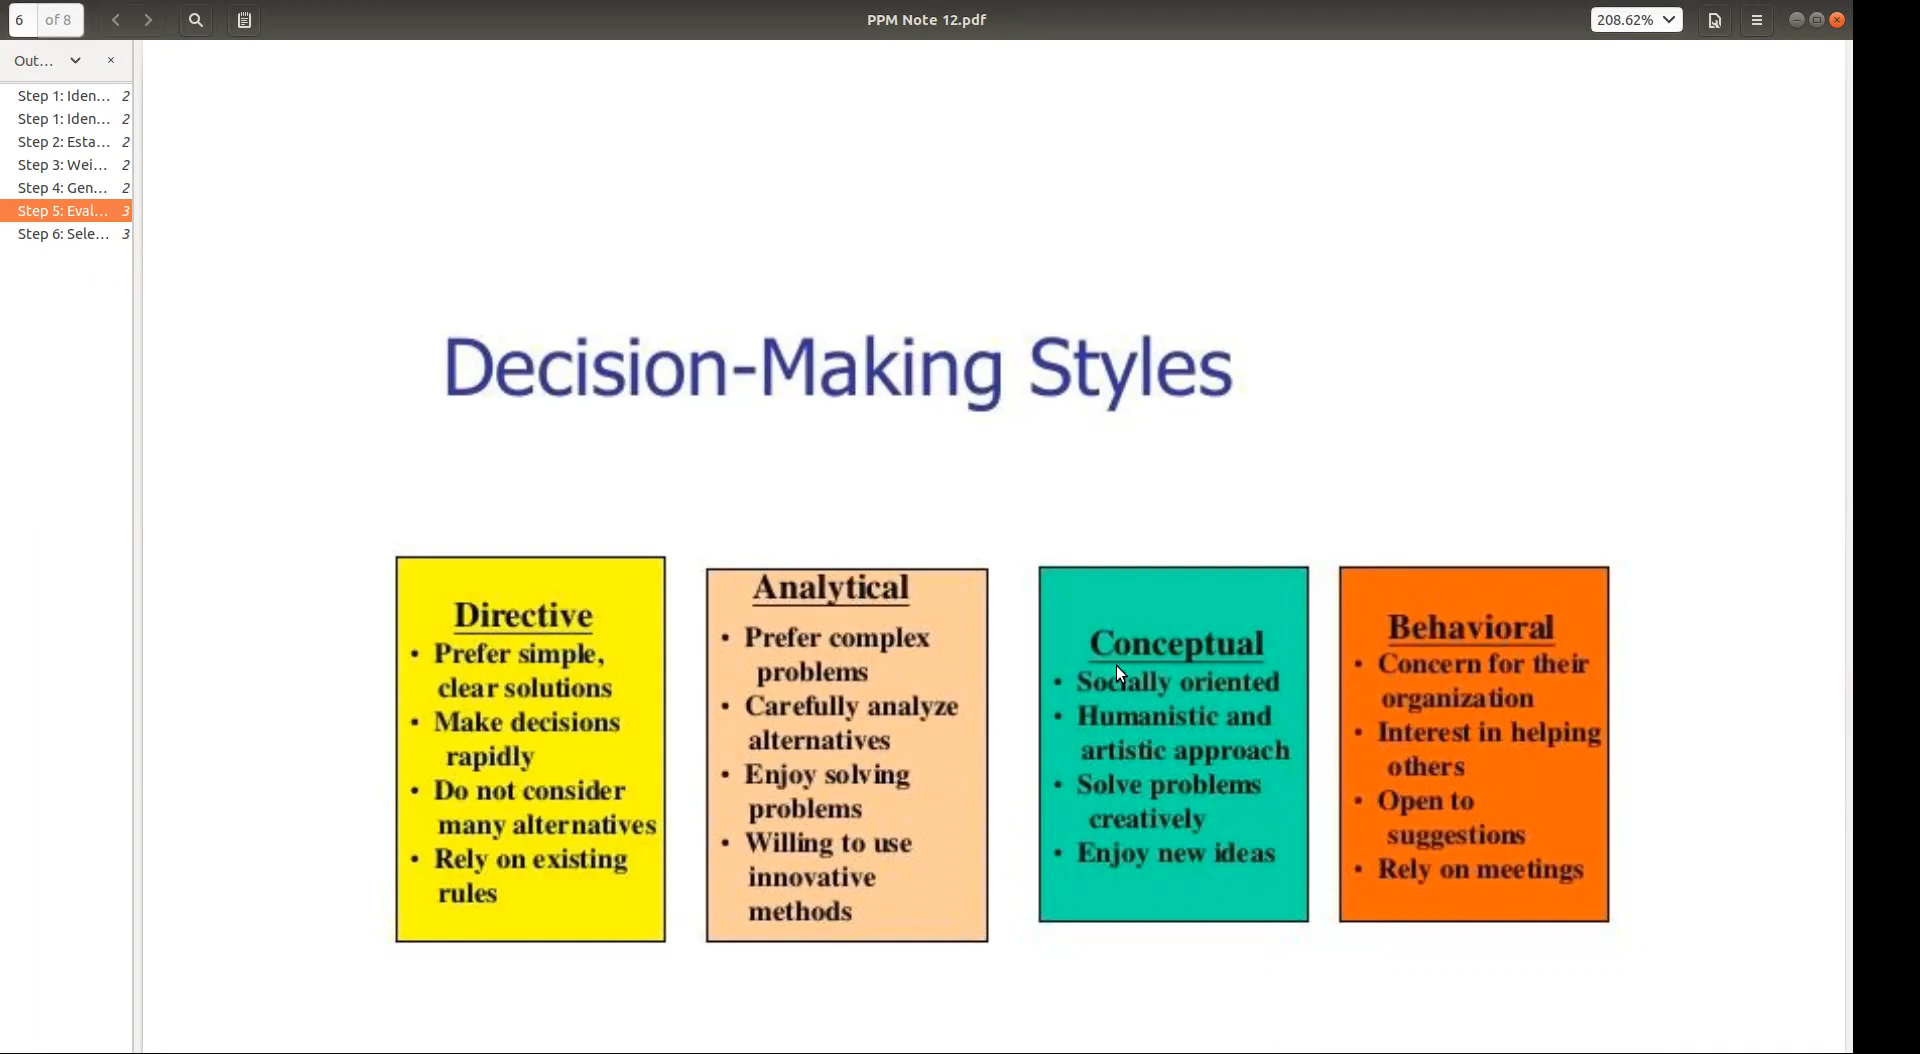 6 of 8
PPM Note 12.pdf
208.62%
Out...
Step 1: Iden... 2
Step 1: Iden... 2
Step 2: Esta... 2
Step 3: Wei... 2
Step 4: Gen... 2
Step 5: Eval... 3
Step 6: Sele... 3
Decision-Making Styles
Directive
• Prefer simple,
clear solutions
• Make decisions
rapidly
• Do not consider
many alternatives
• Rely on existing
rules
Analytical
• Prefer complex
problems
• Carefully analyze
alternatives
• Enjoy solving
problems
• Willing to use
innovative
methods
Conceptual
• Socially oriented
• Humanistic and
artistic approach
• Solve problems
creatively
• Enjoy new ideas
Behavioral
• Concern for their
organization
• Interest in helping
others
• Open to
suggestions
• Rely on meetings